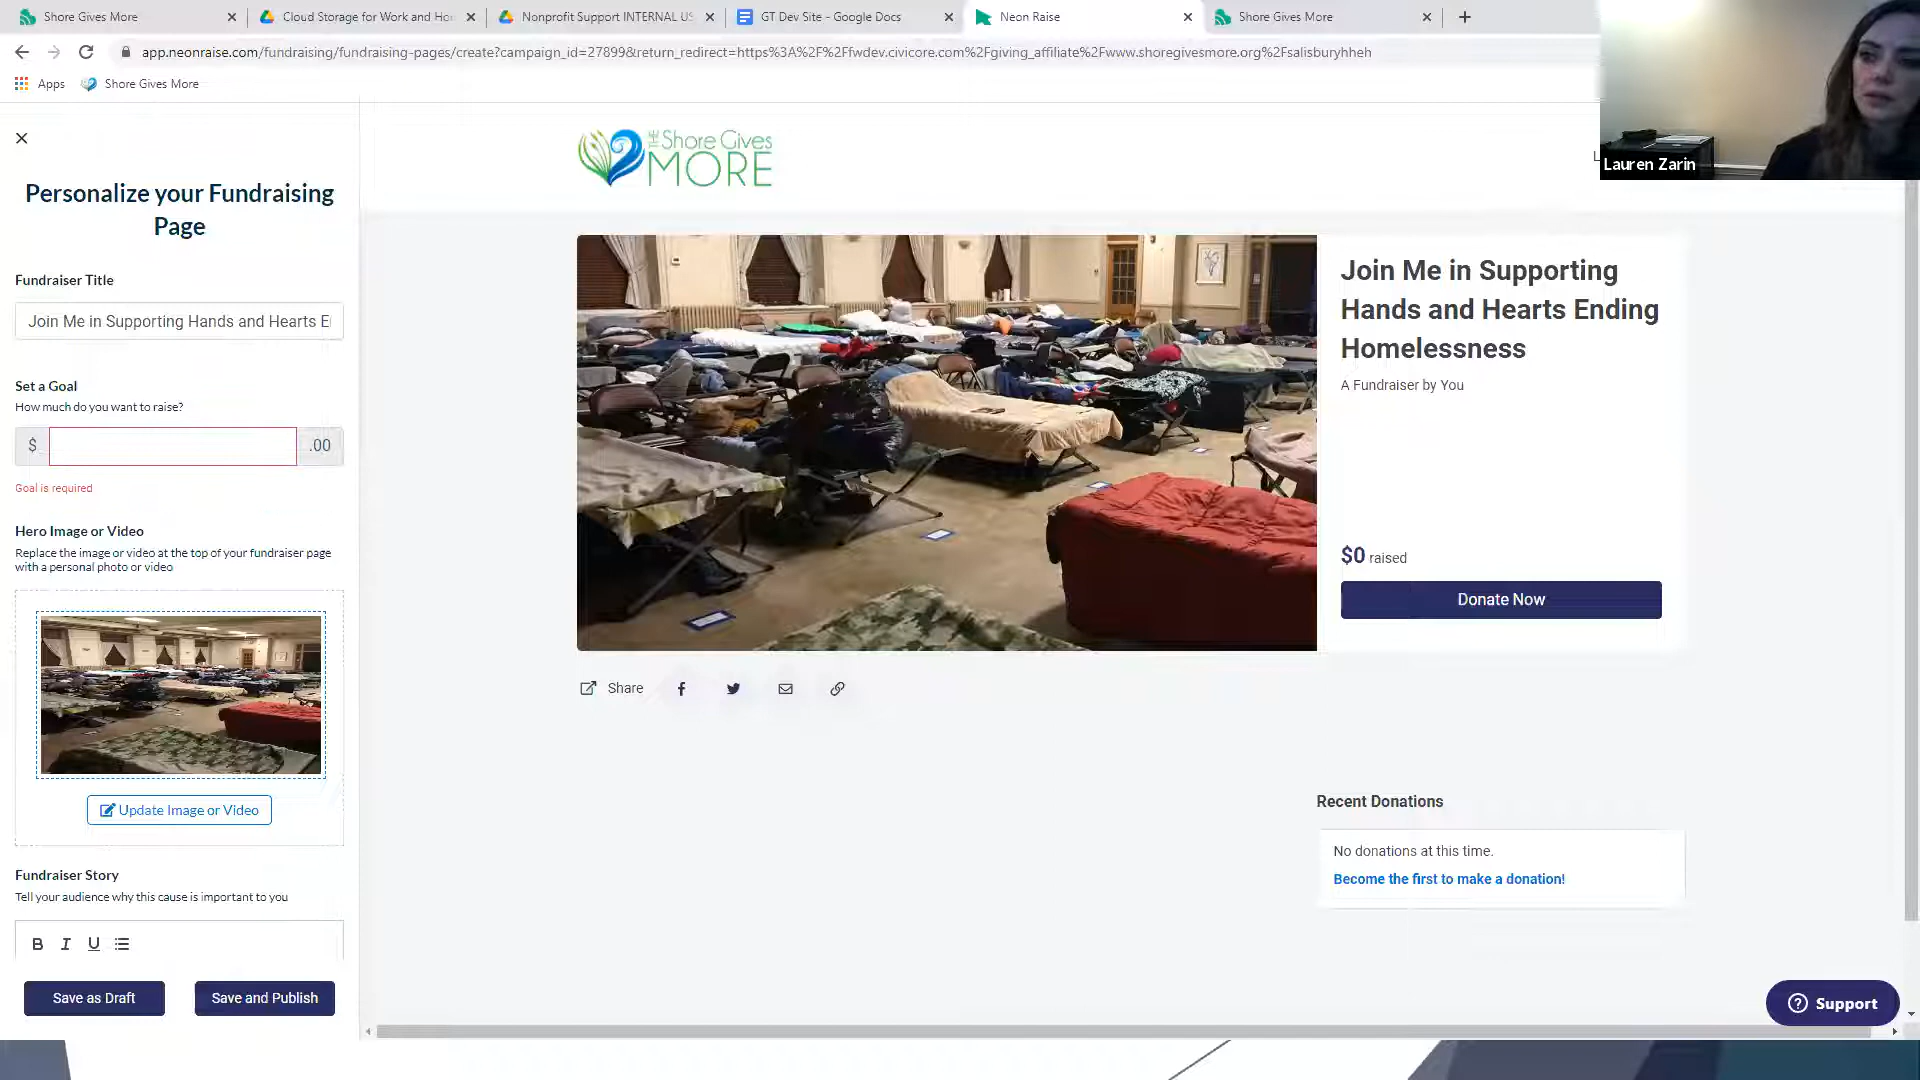 Shore Gives More
Cloud Storage for Work and Ho
Nonprofit Support INTERNAL US
GT Dev Site - Google Docs
Neon Raise
Shore Gives More
app.neonraise.com/fundraising/fundraising-pages/create?campaign_id=27899&return_redirect=https%3A%2F%2Ffwdev.civicore.com%2Fgiving_affiliate%2Fwww.shoregivesmore.org%2Fsalisburyhheh
Apps
Shore Gives More
Lauren Zarin
THE Shore Gives
MORE
Personalize your Fundraising
Page
Fundraiser Title
Join Me in Supporting Hands and Hearts E
Set a Goal
How much do you want to raise?
$ .00
Goal is required
Hero Image or Video
Replace the image or video at the top of your fundraiser page
with a personal photo or video
Update Image or Video
Fundraiser Story
Tell your audience why this cause is important to you
B I U
Save as Draft
Save and Publish
Join Me in Supporting
Hands and Hearts Ending
Homelessness
A Fundraiser by You
$0 raised
Donate Now
Share
Recent Donations
No donations at this time.
Become the first to make a donation!
Support